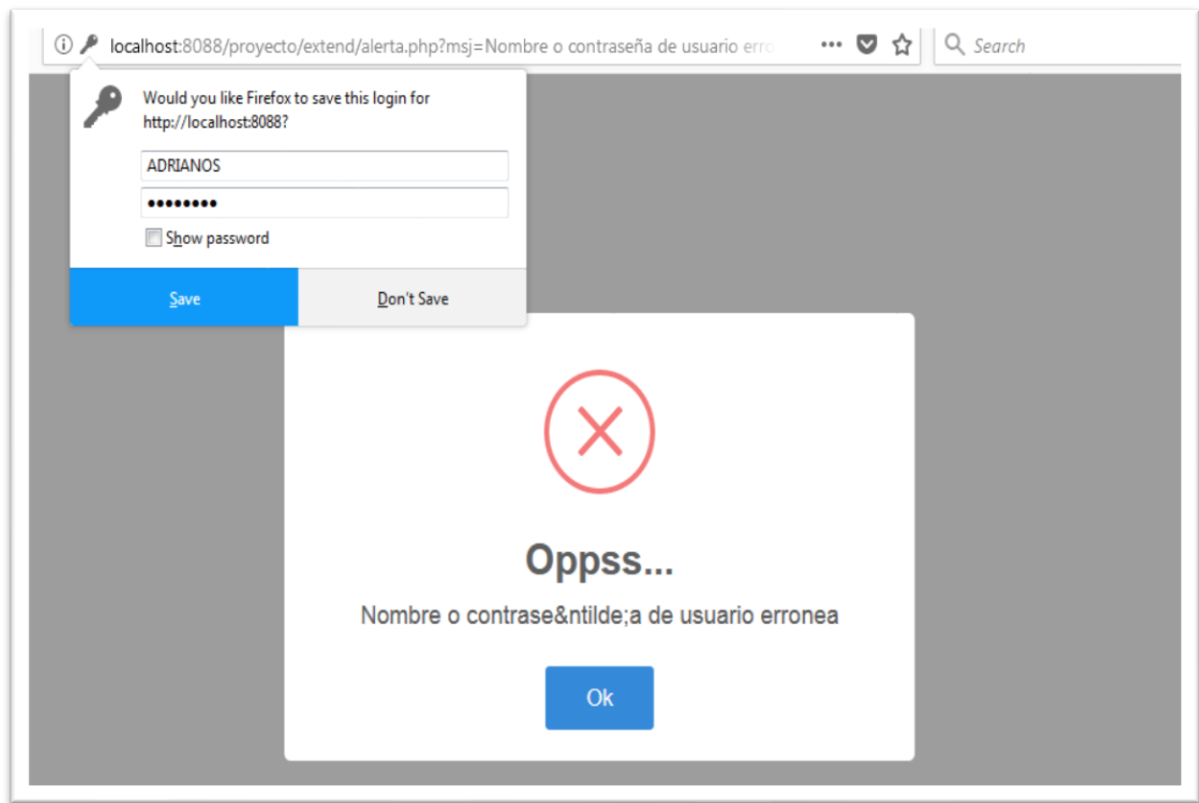 localhost:8088/proyecto/extend/alerta.php?msj=Nombre o contraseña de usuario erro
Search
Would you like Firefox to save this login for
http://localhost:8088?
ADRIANOS
••••••••
Show password
Save
Don't Save
Oppss...
Nombre o contrase&ntilde;a de usuario erronea
Ok